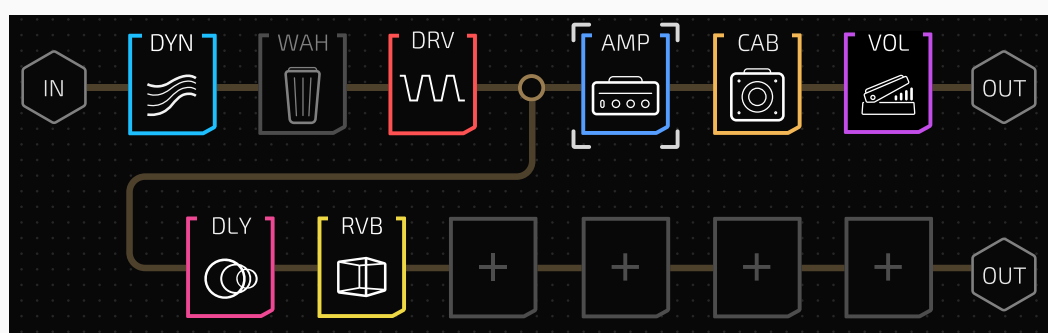 IN
DYN
WAH
DRV
AMP
CAB
VOL
OUT
DLY
RVB
+
+
+
+
OUT